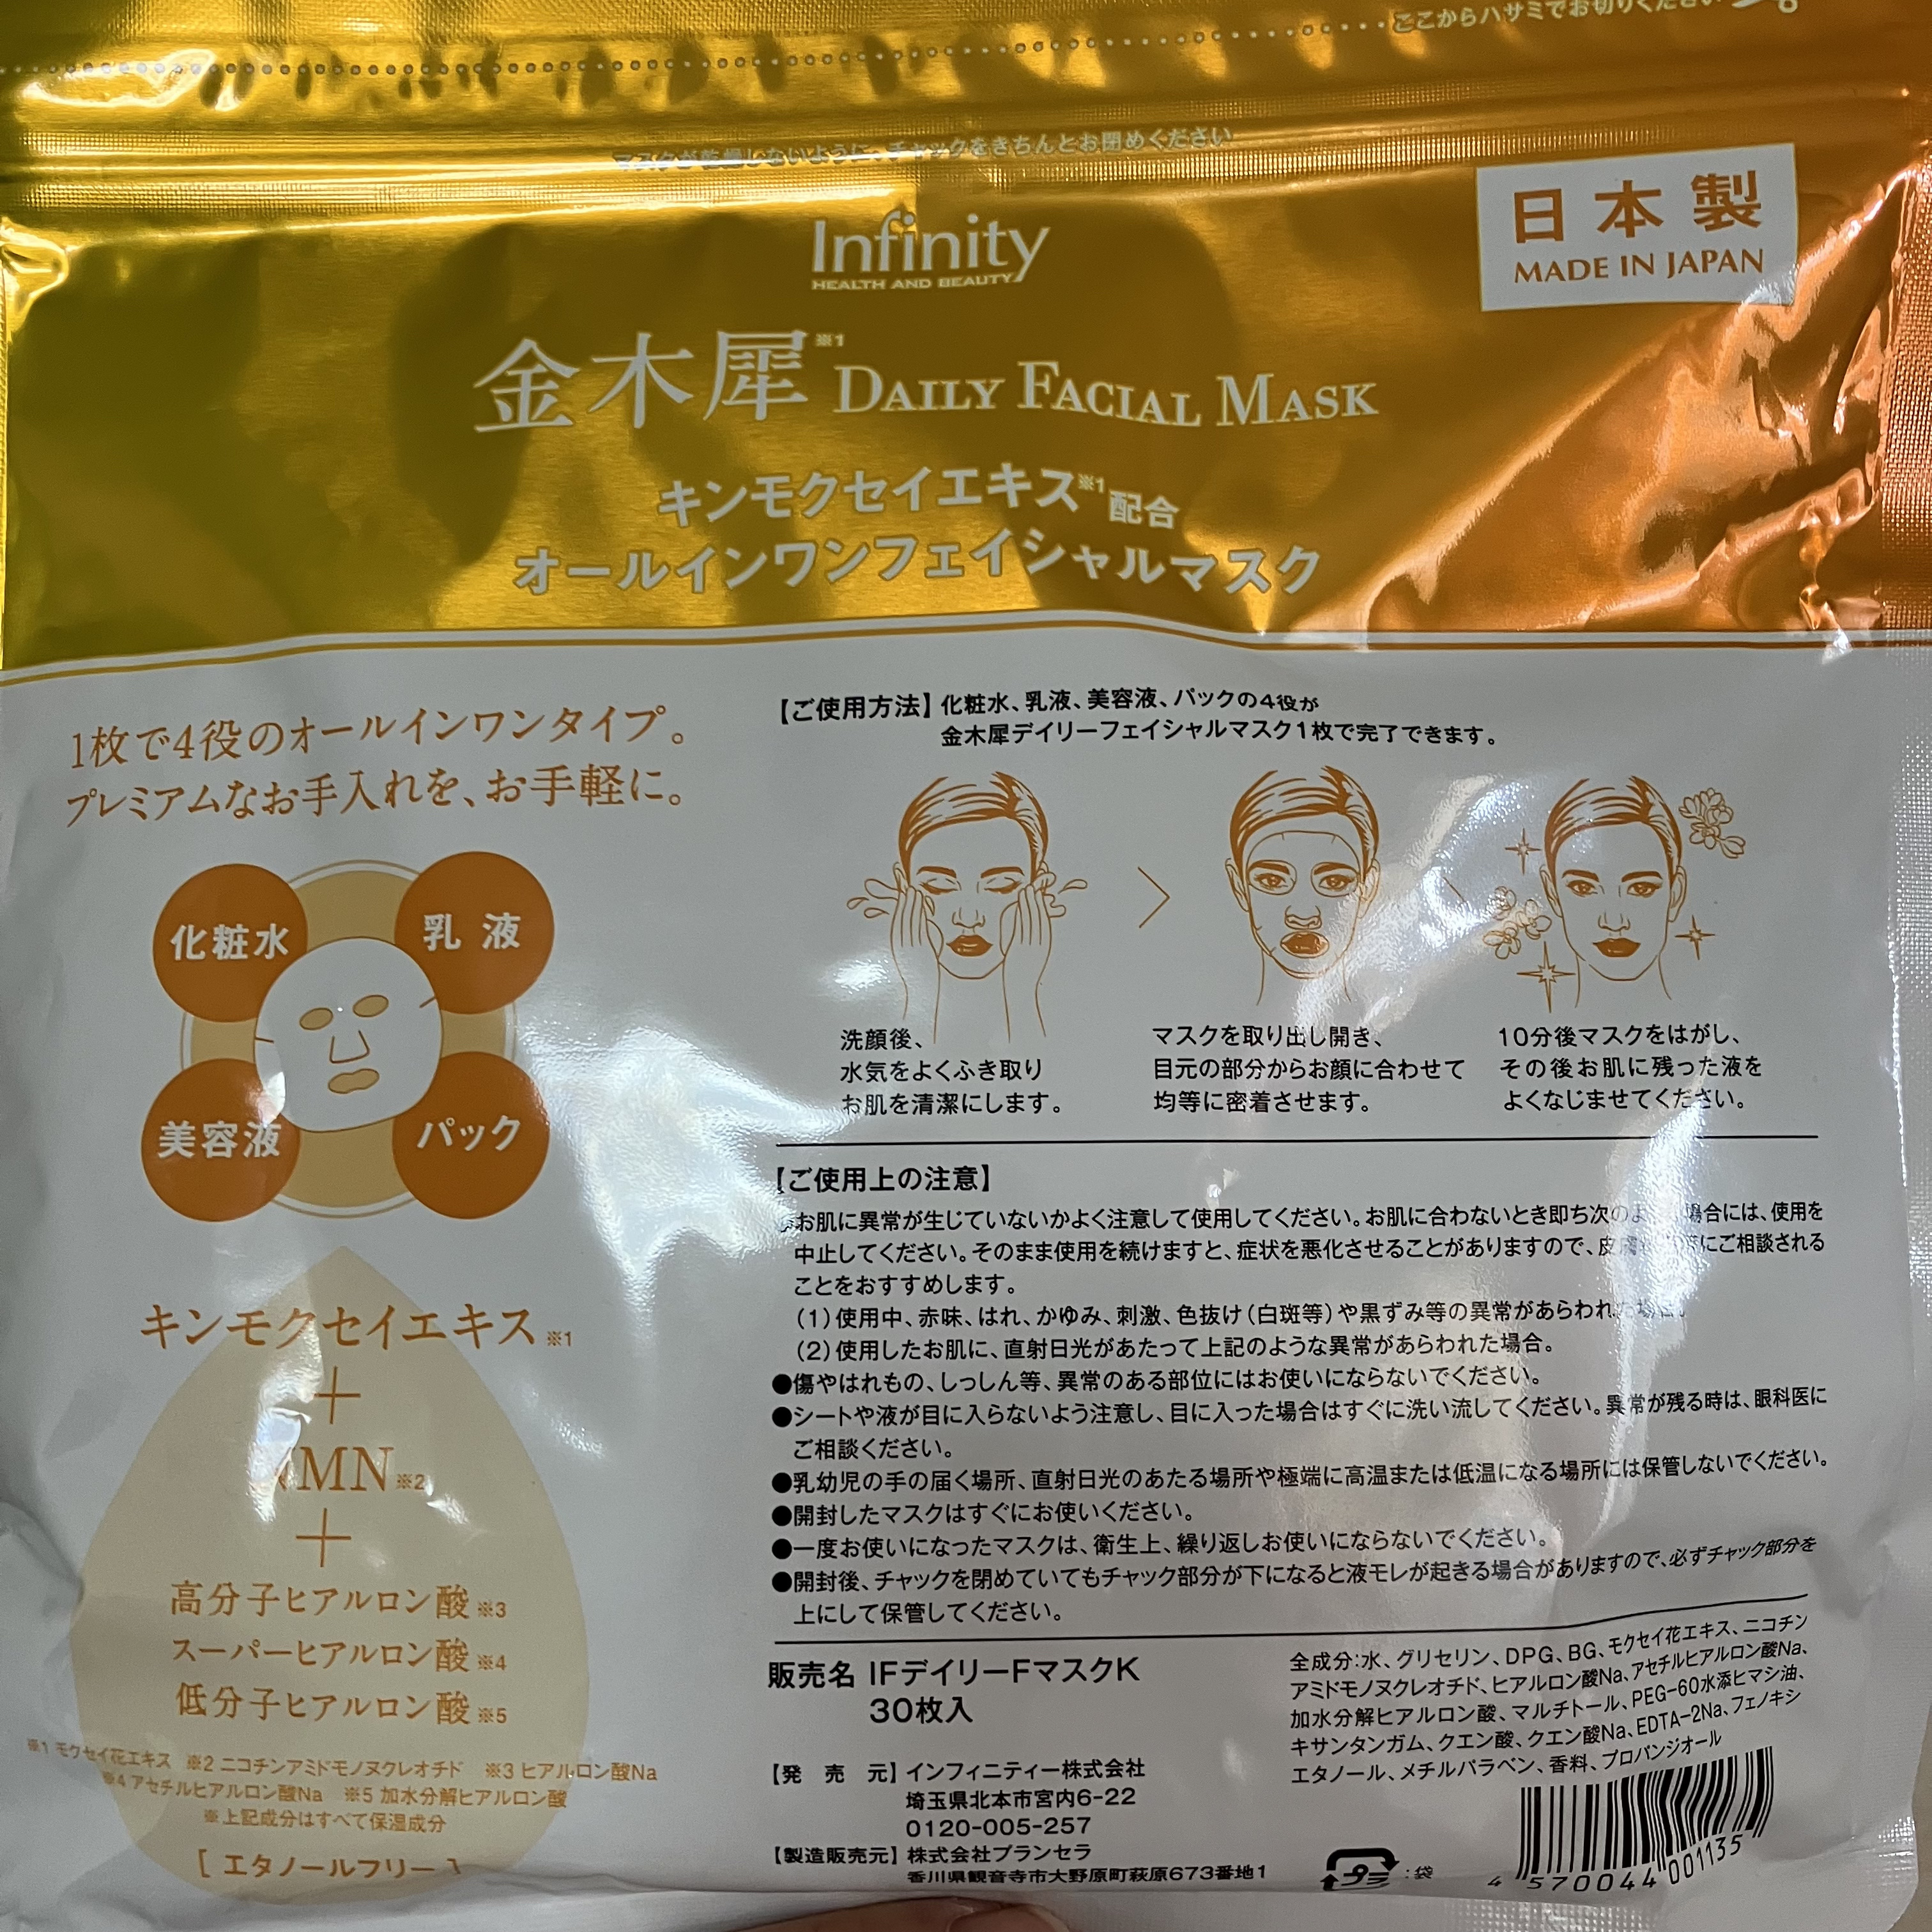 ここからハサミでお切りください
マスクが乾燥しないように、チャックをきちんとお閉めください
Infinity
HEALTH AND BEAUTY
日本製
MADE IN JAPAN
金木犀※1 DAILY FACIAL MASK
キンモクセイエキス※1配合
オールインワンフェイシャルマスク
1枚で4役のオールインワンタイプ。
プレミアムなお手入れを、お手軽に。
化粧水
乳液
美容液
パック
キンモクセイエキス※1
+
NMN※2
+
高分子ヒアルロン酸※3
スーパーヒアルロン酸※4
低分子ヒアルロン酸※5
※1 モクセイ花エキス ※2 ニコチンアミドモノヌクレオチド ※3 ヒアルロン酸Na
※4 アセチルヒアルロン酸Na ※5 加水分解ヒアルロン酸
※上記成分はすべて保湿成分
[エタノールフリー]
【ご使用方法】化粧水、乳液、美容液、パックの4役が
金木犀デイリーフェイシャルマスク1枚で完了できます。
洗顔後、
水気をよくふき取り
お肌を清潔にします。
マスクを取り出し開き、
目元の部分からお顔に合わせて
均等に密着させます。
10分後マスクをはがし、
その後お肌に残った液を
よくなじませてください。
【ご使用上の注意】
お肌に異常が生じていないかよく注意して使用してください。お肌に合わないとき即ち次のよ 場合には、使用を
中止してください。そのまま使用を続けますと、症状を悪化させることがありますので、皮膚 にご相談される
ことをおすすめします。
(1)使用中、赤味、はれ、かゆみ、刺激、色抜け(白斑等)や黒ずみ等の異常があらわれた場合。
(2)使用したお肌に、直射日光があたって上記のような異常があらわれた場合。
●傷やはれもの、しっしん等、異常のある部位にはお使いにならないでください。
●シートや液が目に入らないよう注意し、目に入った場合はすぐに洗い流してください。異常が残る時は、眼科医に
ご相談ください。
●乳幼児の手の届く場所、直射日光のあたる場所や極端に高温または低温になる場所には保管しないでください。
●開封したマスクはすぐにお使いください。
●一度お使いになったマスクは、衛生上、繰り返しお使いにならないでください。
●開封後、チャックを閉めていてもチャック部分が下になると液モレが起きる場合がありますので、必ずチャック部分を
上にして保管してください。
販売名 IFデイリーFマスクK
30枚入
【発売元】インフィニティー株式会社
埼玉県北本市宮内6-22
0120-005-257
【製造販売元】株式会社ブランセラ
香川県観音寺市大野原町萩原673番地1
全成分:水、グリセリン、DPG、BG、モクセイ花エキス、ニコチン
アミドモノヌクレオチド、ヒアルロン酸Na、アセチルヒアルロン酸Na、
加水分解ヒアルロン酸、マルチトール、PEG-60水添ヒマシ油、
キサンタンガム、クエン酸、クエン酸Na、EDTA-2Na、フェノキシ
エタノール、メチルパラベン、香料、プロパンジオール
プラ:袋
4 570044 001135